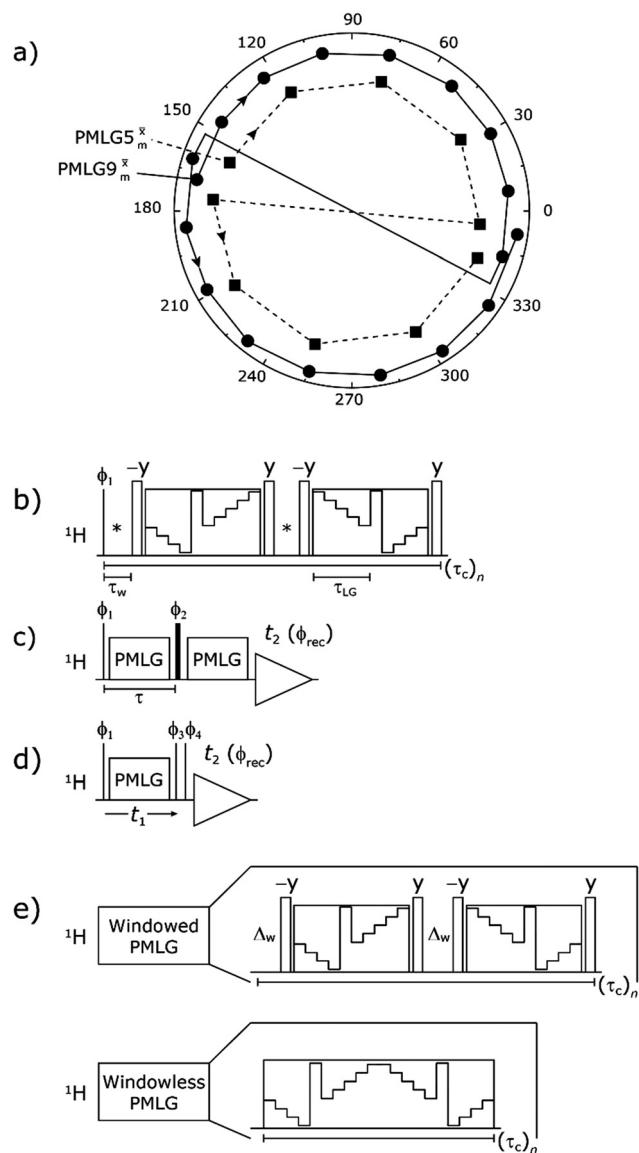 a)
90
120
60
150
30
PMLG5 x̄ m
PMLG9 x̄ m
180
0
210
330
240
300
270
b)
ϕ1 −y y −y y
¹H * *
(τc)n
τw τLG
c)
ϕ1 ϕ2
t2 (ϕrec)
¹H PMLG PMLG
τ
d)
ϕ1 ϕ3 ϕ4
t2 (ϕrec)
¹H PMLG
t1
e)
−y y −y y
¹H Windowed
PMLG
Δw Δw
(τc)n
¹H Windowless
PMLG
(τc)n